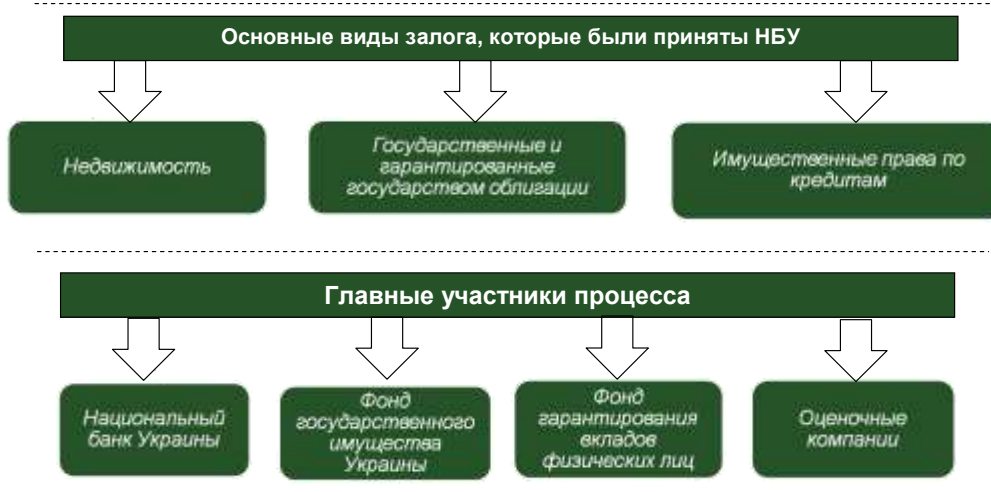 Основные виды залога, которые были приняты НБУ
Недвижимость
Государственные и
гарантированные
государством облигации
Имущественные права по
кредитам
Главные участники процесса
Национальный
банк Украины
Фонд
государственного
имущества
Украины
Фонд
гарантирования
вкладов
физических лиц
Оценочные
компании